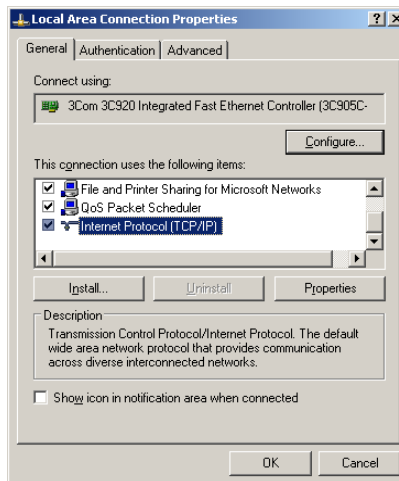 Local Area Connection Properties
General
Authentication
Advanced
Connect using:
3Com 3C920 Integrated Fast Ethernet Controller (3C905C-
Configure...
This connection uses the following items:
File and Printer Sharing for Microsoft Networks
QoS Packet Scheduler
Internet Protocol (TCP/IP)
Install...
Uninstall
Properties
Description
Transmission Control Protocol/Internet Protocol. The default
wide area network protocol that provides communication
across diverse interconnected networks.
Show icon in notification area when connected
OK
Cancel